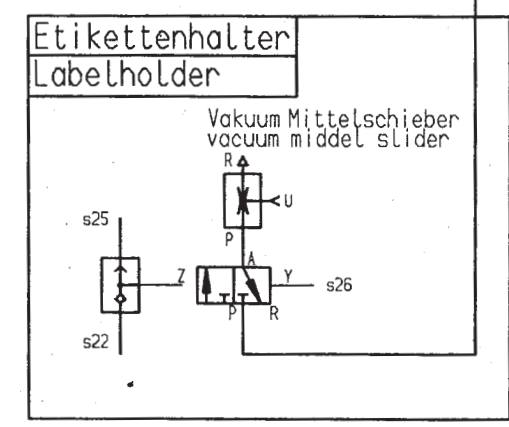 Etikettenhalter
Labelholder
Vakuum Mittelschieber
vacuum middel slider
R
U
s25
P
A
Z
Y
s26
P
R
s22